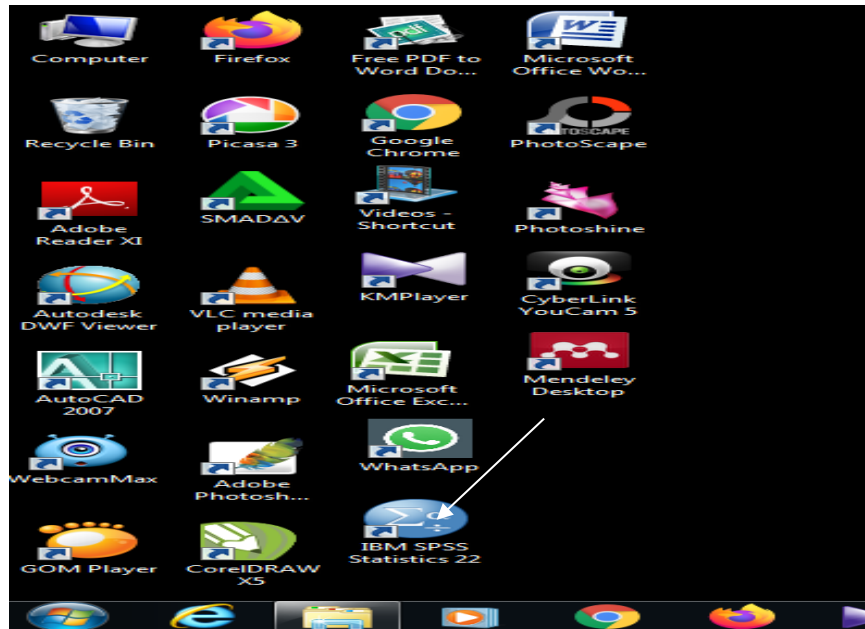 Computer
Firefox
Free PDF to
Word Do...
Microsoft
Office Wo...
Recycle Bin
Picasa 3
Google
Chrome
TOSCAPE
PhotoScape
Adobe
Reader XI
SMADΔV
Videos -
Shortcut
Photoshine
Autodesk
DWF Viewer
VLC media
player
KMPlayer
CyberLink
YouCam 5
AutoCAD
2007
Winamp
Microsoft
Office Exc...
Mendeley
Desktop
WebcamMax
Adobe
Photosh...
WhatsApp
GOM Player
CorelDRAW
X5
IBM SPSS
Statistics 22